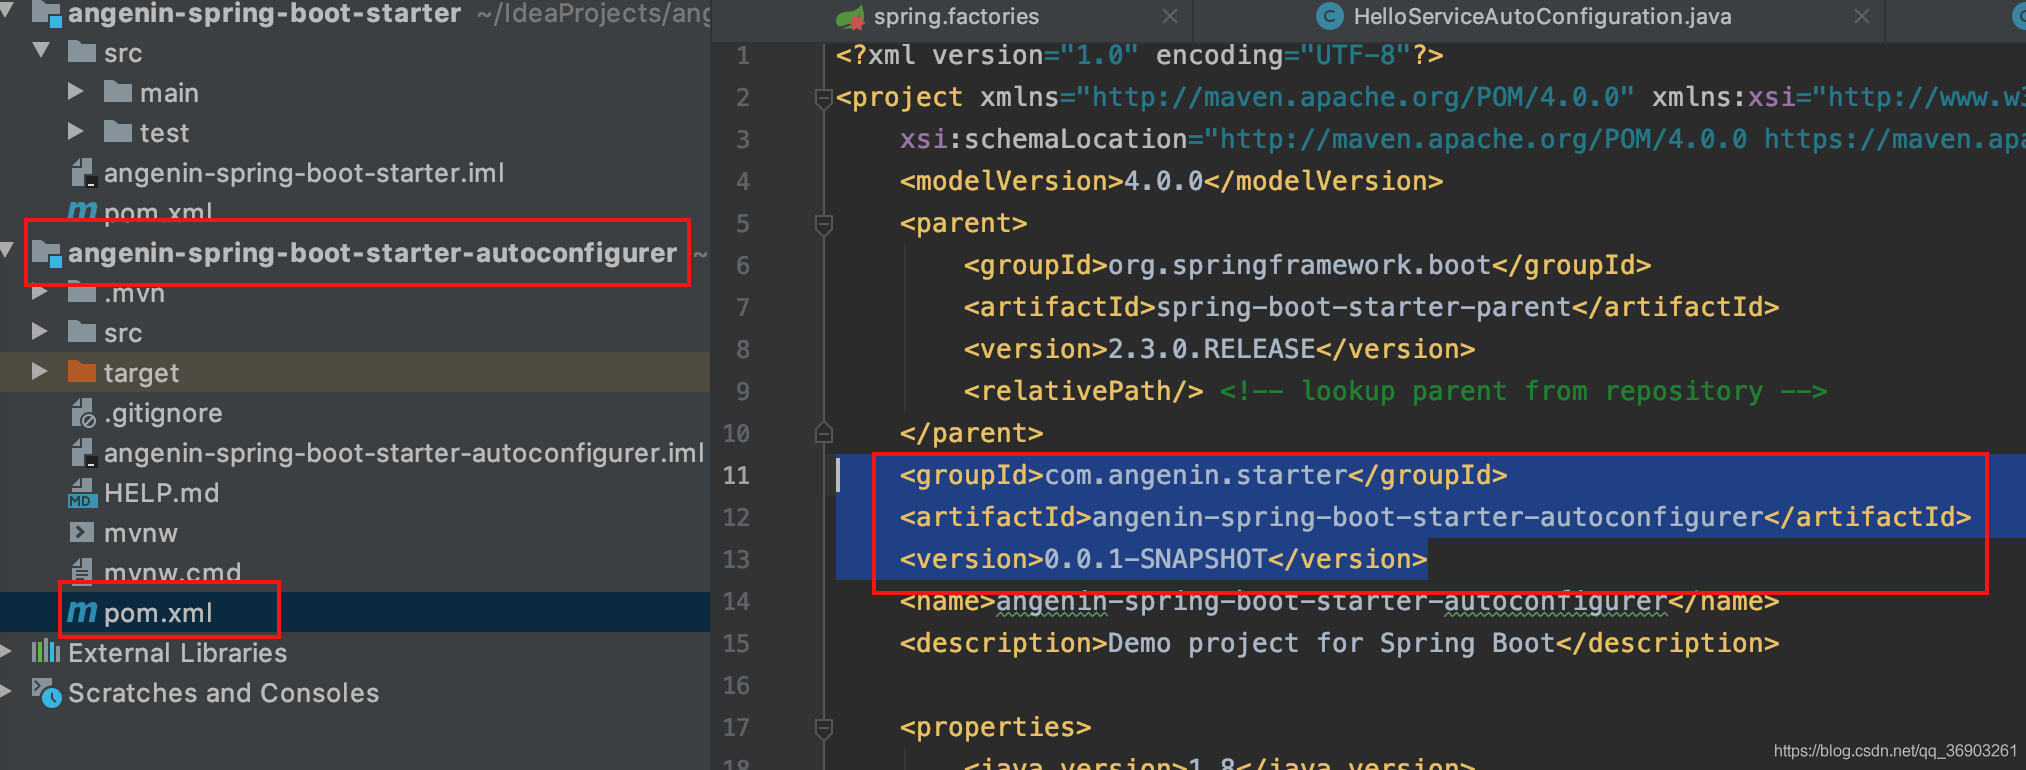 angenin-spring-boot-starter ~/IdeaProjects/ang
src
main
test
angenin-spring-boot-starter.iml
pom.xml
angenin-spring-boot-starter-autoconfigurer ~
.mvn
src
target
.gitignore
angenin-spring-boot-starter-autoconfigurer.iml
HELP.md
mvnw
mvnw.cmd
pom.xml
External Libraries
Scratches and Consoles
spring.factories
HelloServiceAutoConfiguration.java
1 <?xml version="1.0" encoding="UTF-8"?>
2 <project xmlns="http://maven.apache.org/POM/4.0.0" xmlns:xsi="http://www.w3
3 xsi:schemaLocation="http://maven.apache.org/POM/4.0.0 https://maven.apa
4 <modelVersion>4.0.0</modelVersion>
5 <parent>
6 <groupId>org.springframework.boot</groupId>
7 <artifactId>spring-boot-starter-parent</artifactId>
8 <version>2.3.0.RELEASE</version>
9 <relativePath/> <!-- lookup parent from repository -->
10 </parent>
11 <groupId>com.angenin.starter</groupId>
12 <artifactId>angenin-spring-boot-starter-autoconfigurer</artifactId>
13 <version>0.0.1-SNAPSHOT</version>
14 <name>angenin-spring-boot-starter-autoconfigurer</name>
15 <description>Demo project for Spring Boot</description>
16
17 <properties>
18 <java.version>1.8</java.version>
https://blog.csdn.net/qq_36903261